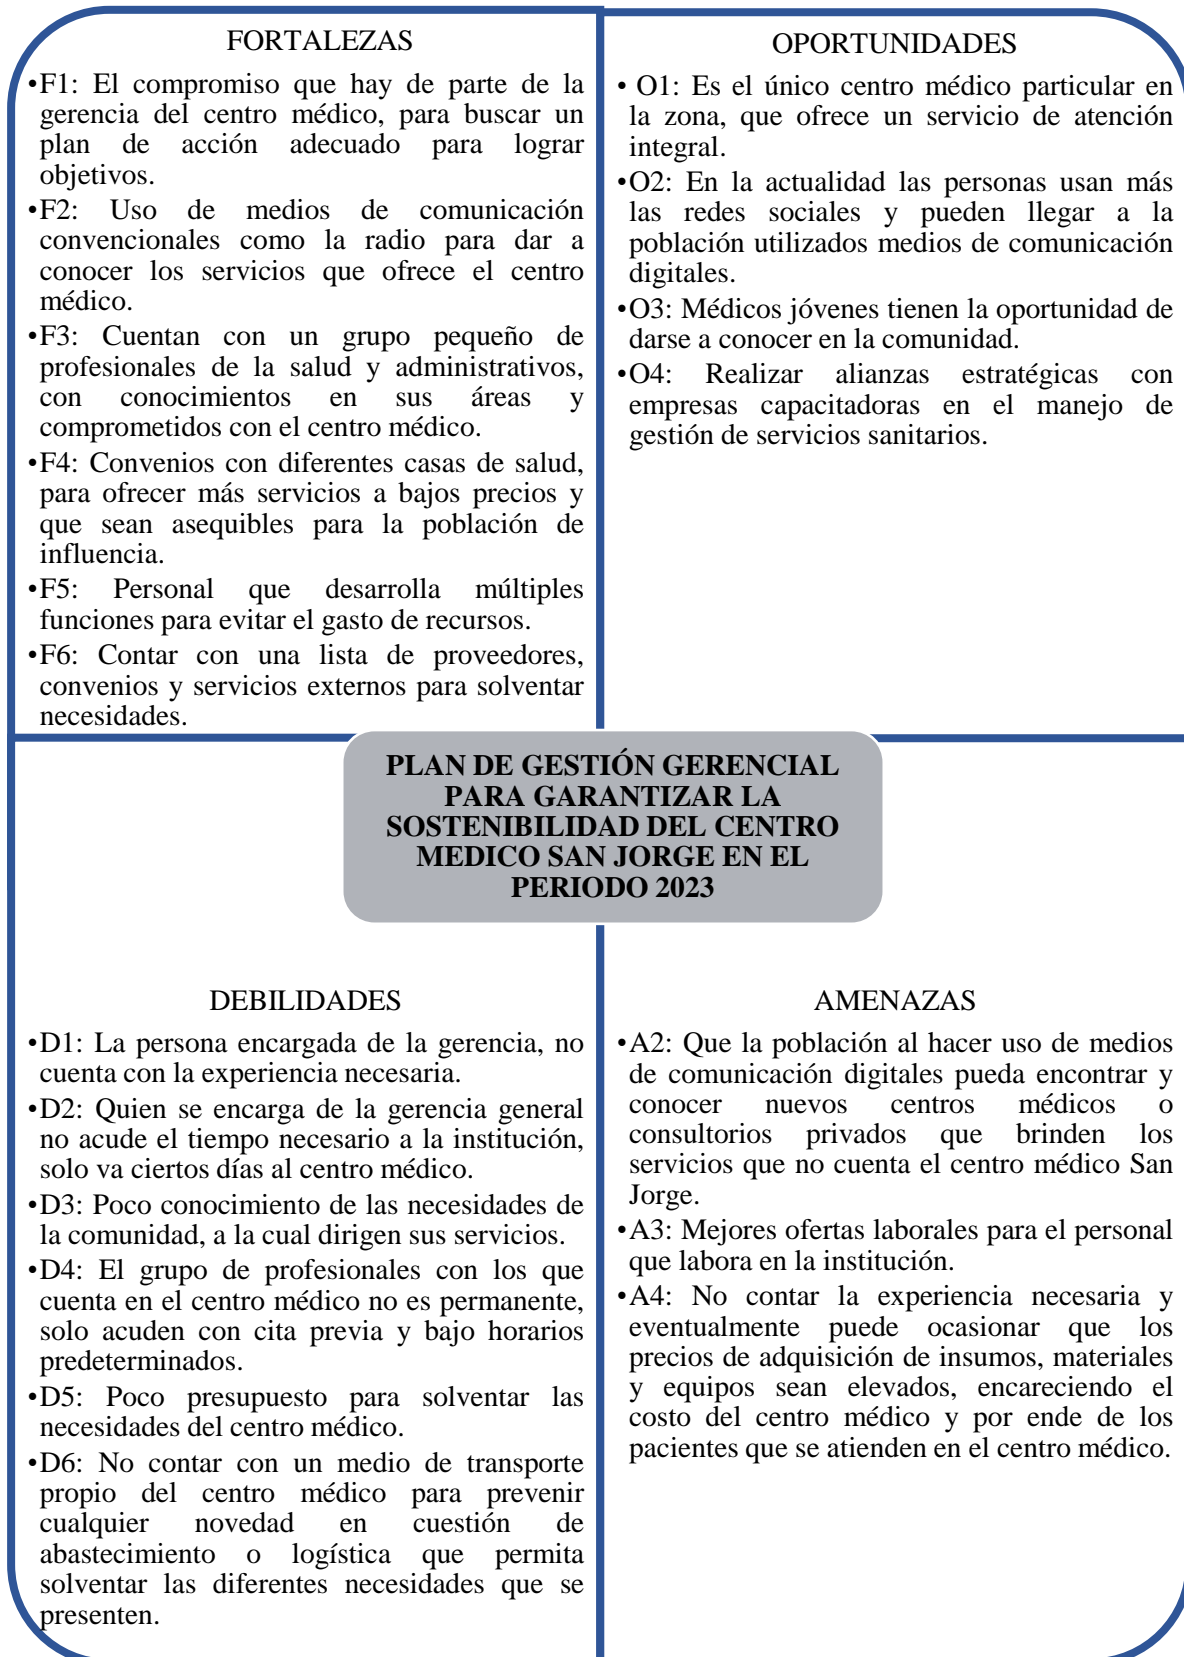 FORTALEZAS
•F1: El compromiso que hay de parte de la
gerencia del centro médico, para buscar un
plan de acción adecuado para lograr
objetivos.
•F2: Uso de medios de comunicación
convencionales como la radio para dar a
conocer los servicios que ofrece el centro
médico.
•F3: Cuentan con un grupo pequeño de
profesionales de la salud y administrativos,
con conocimientos en sus áreas y
comprometidos con el centro médico.
•F4: Convenios con diferentes casas de salud,
para ofrecer más servicios a bajos precios y
que sean asequibles para la población de
influencia.
•F5: Personal que desarrolla múltiples
funciones para evitar el gasto de recursos.
•F6: Contar con una lista de proveedores,
convenios y servicios externos para solventar
necesidades.
OPORTUNIDADES
• O1: Es el único centro médico particular en
la zona, que ofrece un servicio de atención
integral.
•O2: En la actualidad las personas usan más
las redes sociales y pueden llegar a la
población utilizados medios de comunicación
digitales.
•O3: Médicos jóvenes tienen la oportunidad de
darse a conocer en la comunidad.
•O4: Realizar alianzas estratégicas con
empresas capacitadoras en el manejo de
gestión de servicios sanitarios.
PLAN DE GESTIÓN GERENCIAL
PARA GARANTIZAR LA
SOSTENIBILIDAD DEL CENTRO
MEDICO SAN JORGE EN EL
PERIODO 2023
DEBILIDADES
•D1: La persona encargada de la gerencia, no
cuenta con la experiencia necesaria.
•D2: Quien se encarga de la gerencia general
no acude el tiempo necesario a la institución,
solo va ciertos días al centro médico.
•D3: Poco conocimiento de las necesidades de
la comunidad, a la cual dirigen sus servicios.
•D4: El grupo de profesionales con los que
cuenta en el centro médico no es permanente,
solo acuden con cita previa y bajo horarios
predeterminados.
•D5: Poco presupuesto para solventar las
necesidades del centro médico.
•D6: No contar con un medio de transporte
propio del centro médico para prevenir
cualquier novedad en cuestión de
abastecimiento o logística que permita
solventar las diferentes necesidades que se
presenten.
AMENAZAS
•A2: Que la población al hacer uso de medios
de comunicación digitales pueda encontrar y
conocer nuevos centros médicos o
consultorios privados que brinden los
servicios que no cuenta el centro médico San
Jorge.
•A3: Mejores ofertas laborales para el personal
que labora en la institución.
•A4: No contar la experiencia necesaria y
eventualmente puede ocasionar que los
precios de adquisición de insumos, materiales
y equipos sean elevados, encareciendo el
costo del centro médico y por ende de los
pacientes que se atienden en el centro médico.